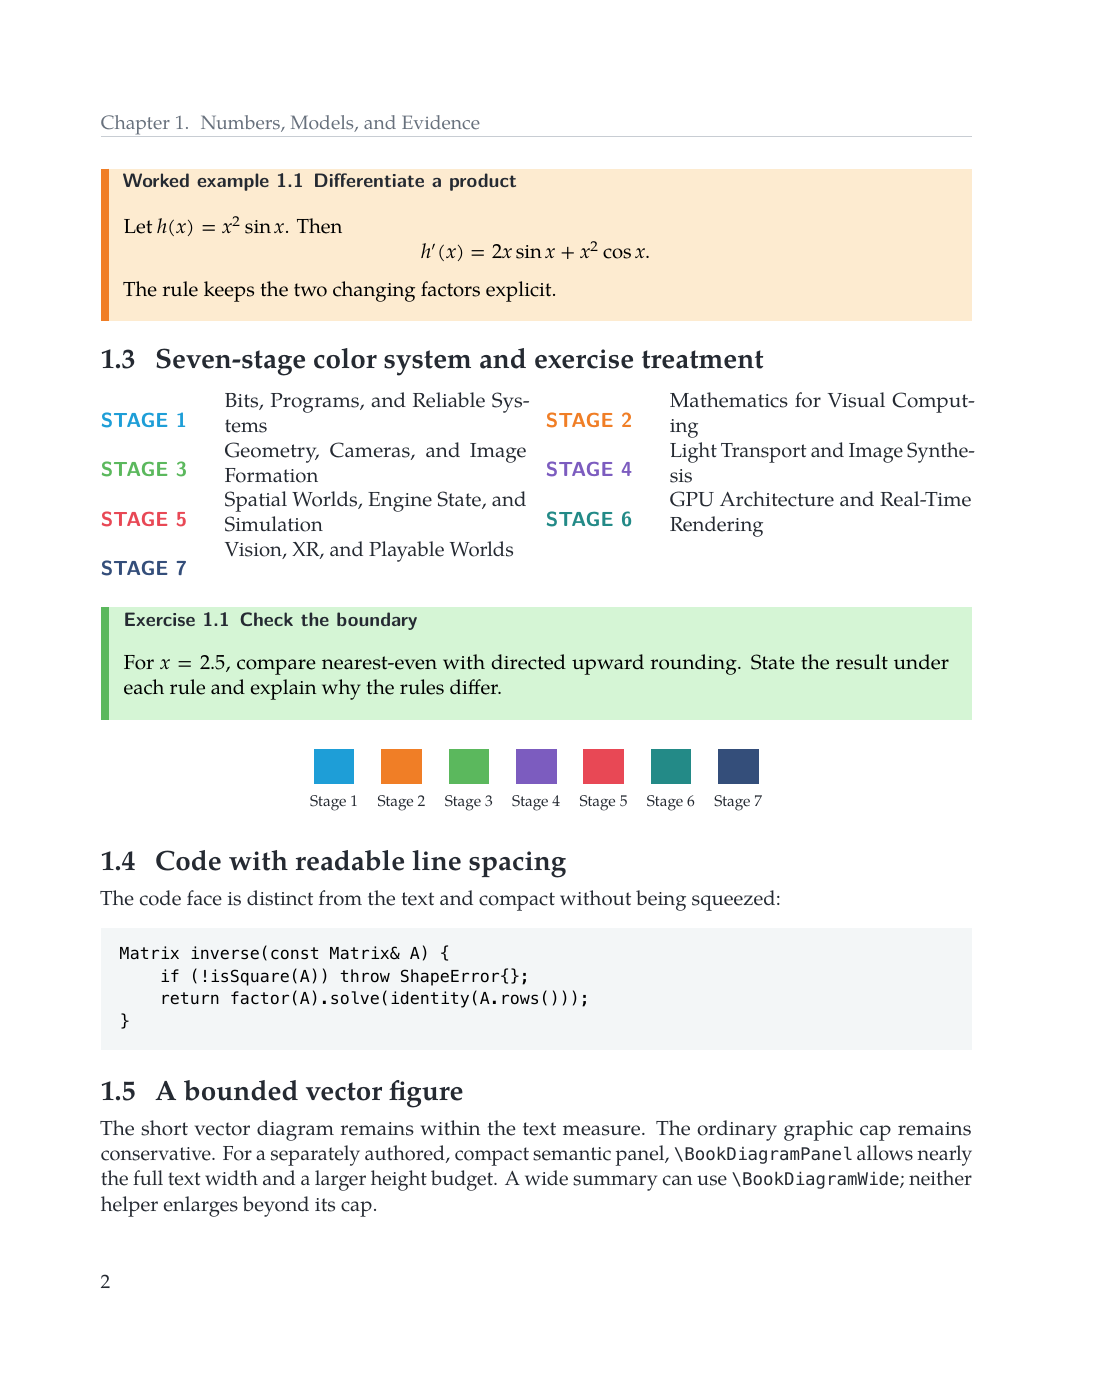 Chapter 1. Numbers, Models, and Evidence
Worked example 1.1 Differentiate a product
Let h(x) = x² sin x. Then
h′(x) = 2x sin x + x² cos x.
The rule keeps the two changing factors explicit.
1.3 Seven-stage color system and exercise treatment
STAGE 1
Bits, Programs, and Reliable Sys-
tems
STAGE 2
Mathematics for Visual Comput-
ing
STAGE 3
Geometry, Cameras, and Image
Formation
STAGE 4
Light Transport and Image Synthe-
sis
STAGE 5
Spatial Worlds, Engine State, and
Simulation
STAGE 6
GPU Architecture and Real-Time
Rendering
STAGE 7
Vision, XR, and Playable Worlds
Exercise 1.1 Check the boundary
For x = 2.5, compare nearest-even with directed upward rounding. State the result under
each rule and explain why the rules differ.
Stage 1 Stage 2 Stage 3 Stage 4 Stage 5 Stage 6 Stage 7
1.4 Code with readable line spacing
The code face is distinct from the text and compact without being squeezed:
Matrix inverse(const Matrix& A) {
    if (!isSquare(A)) throw ShapeError{};
    return factor(A).solve(identity(A.rows()));
}
1.5 A bounded vector figure
The short vector diagram remains within the text measure. The ordinary graphic cap remains
conservative. For a separately authored, compact semantic panel, \BookDiagramPanel allows nearly
the full text width and a larger height budget. A wide summary can use \BookDiagramWide; neither
helper enlarges beyond its cap.
2